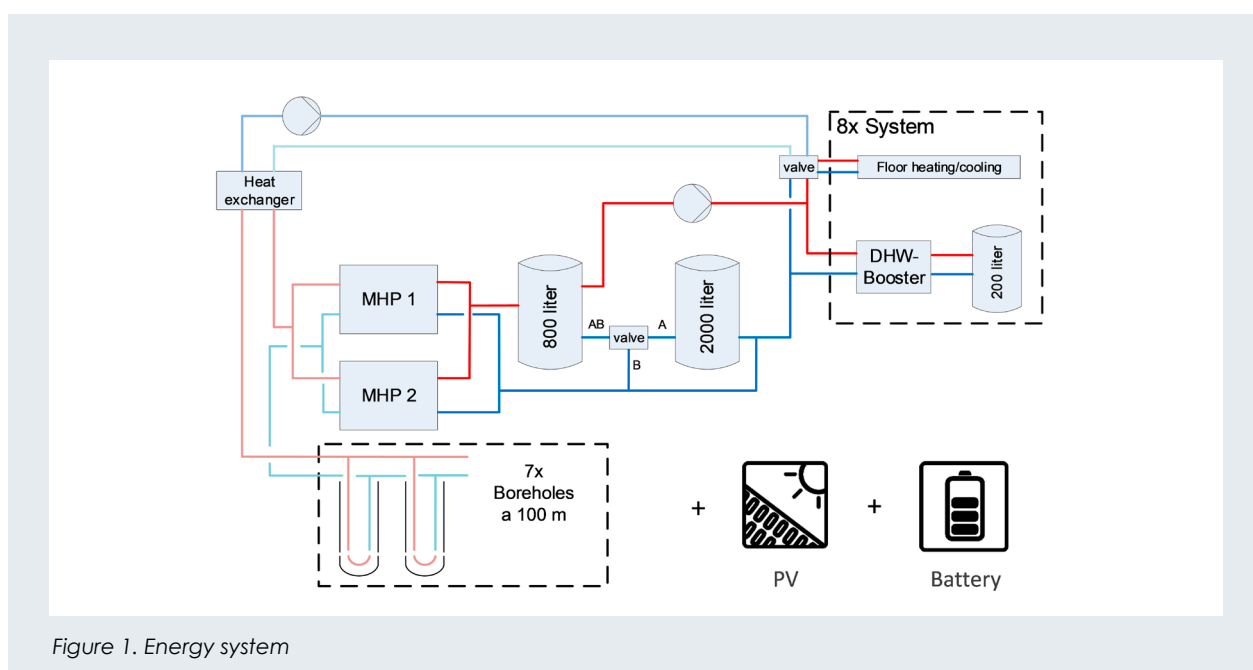 8x System
valve
Floor heating/cooling
Heat
exchanger
DHW-
Booster
200 liter
MHP 1
800 liter
AB
valve
A
2000 liter
B
MHP 2
7x
Boreholes
a 100 m
+
+
PV
Battery
Figure 1. Energy system